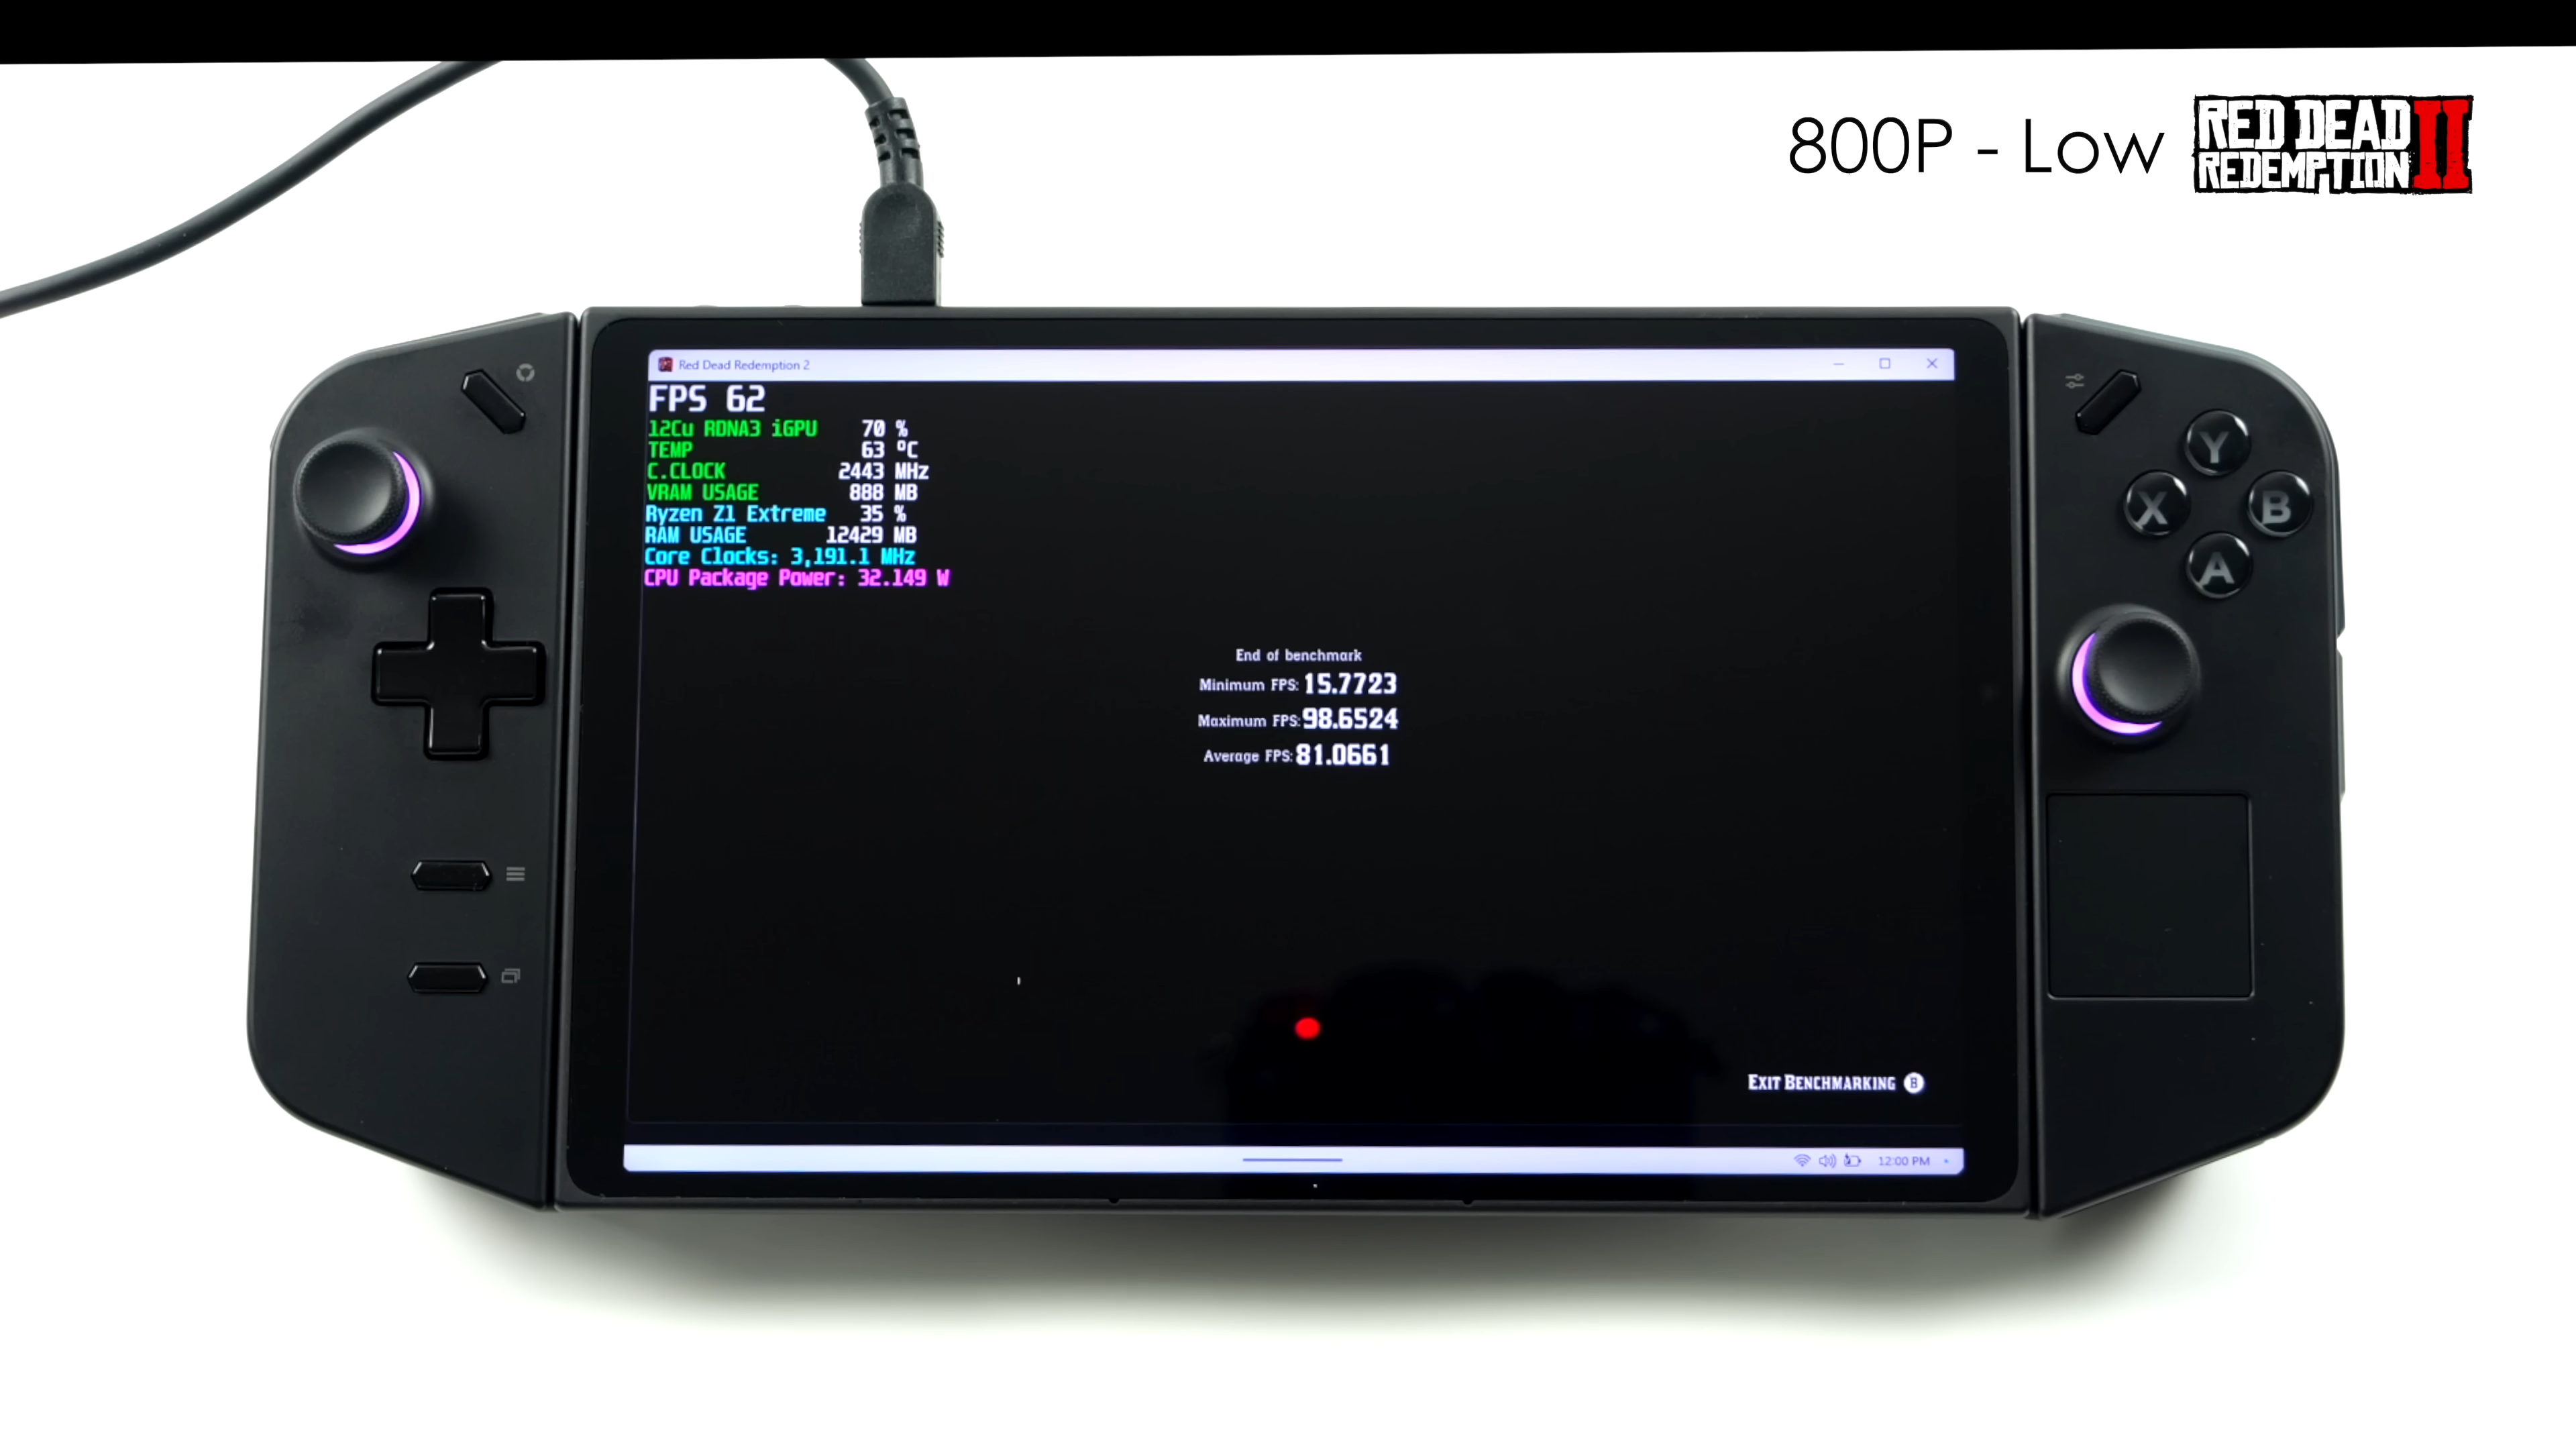 800P - Low RED DEAD REDEMPTION II
Red Dead Redemption 2
FPS 62
12Cu RDNA3 iGPU 70 %
TEMP 63 ºC
C.CLOCK 2443 MHz
VRAM USAGE 888 MB
Ryzen Z1 Extreme 35 %
RAM USAGE 12429 MB
Core Clocks: 3,191.1 MHz
CPU Package Power: 32.149 W
End of benchmark
Minimum FPS: 15.7723
Maximum FPS: 98.6524
Average FPS: 81.0661
EXIT BENCHMARKING B
12:00 PM
Y
X B
A